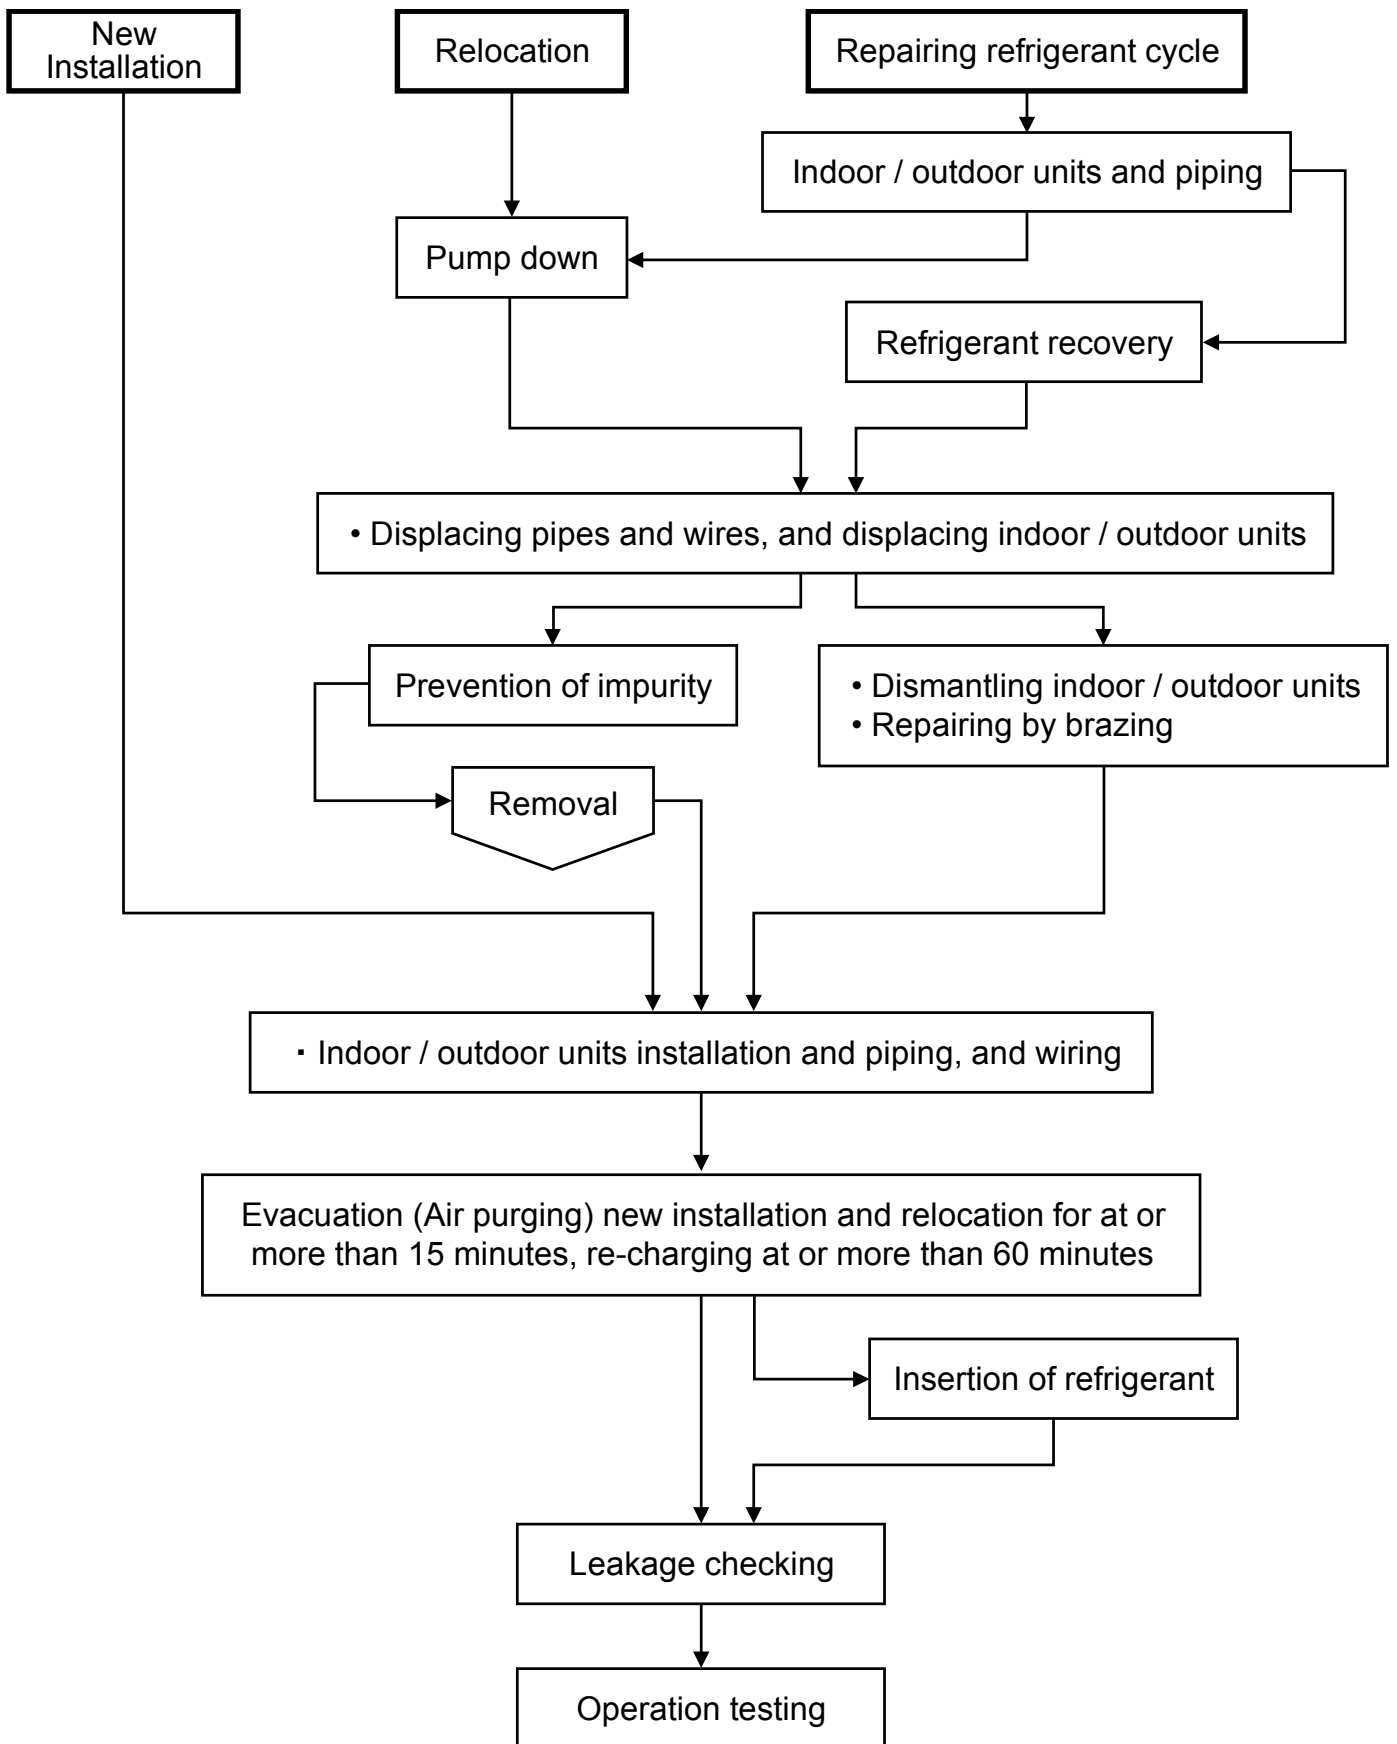 New
Installation
Relocation
Repairing refrigerant cycle
Indoor / outdoor units and piping
Pump down
Refrigerant recovery
• Displacing pipes and wires, and displacing indoor / outdoor units
Prevention of impurity
• Dismantling indoor / outdoor units
• Repairing by brazing
Removal
・Indoor / outdoor units installation and piping, and wiring
Evacuation (Air purging) new installation and relocation for at or
more than 15 minutes, re-charging at or more than 60 minutes
Insertion of refrigerant
Leakage checking
Operation testing